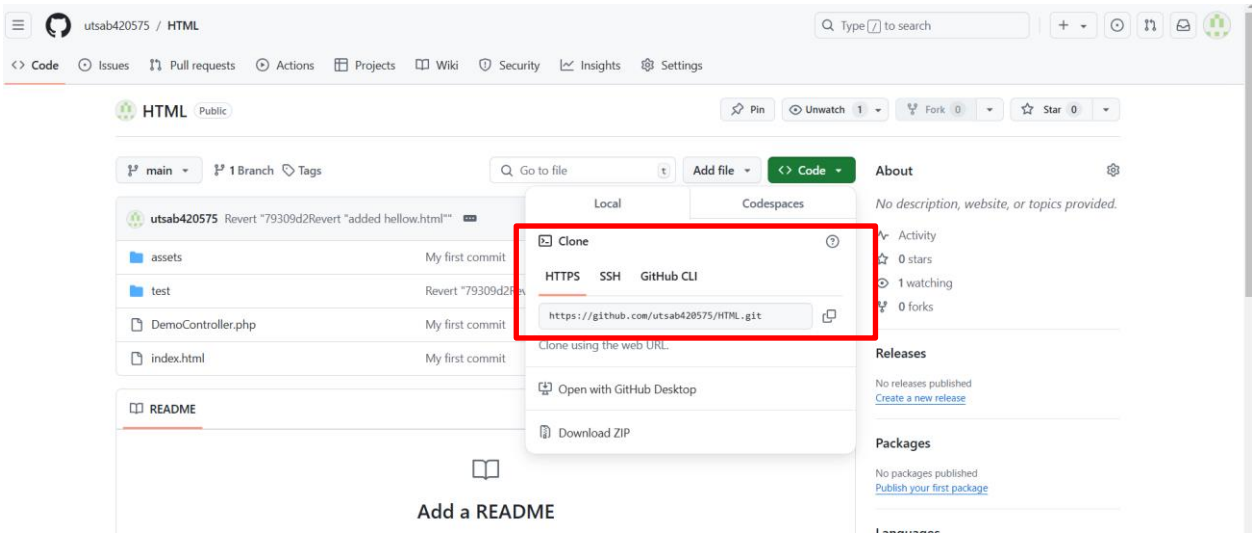 utsab420575 / HTML
Type / to search
Code Issues Pull requests Actions Projects Wiki Security Insights Settings
HTML Public
Pin Unwatch 1 Fork 0 Star 0
main 1 Branch Tags
Go to file t Add file Code
utsab420575 Revert "79309d2Revert "added hellow.html""
assets My first commit
test Revert "79309d2Rev
DemoController.php My first commit
index.html My first commit
README
Add a README
Local Codespaces
Clone
HTTPS SSH GitHub CLI
https://github.com/utsab420575/HTML.git
Clone using the web URL.
Open with GitHub Desktop
Download ZIP
About
No description, website, or topics provided.
Activity
0 stars
1 watching
0 forks
Releases
No releases published
Create a new release
Packages
No packages published
Publish your first package
Languages